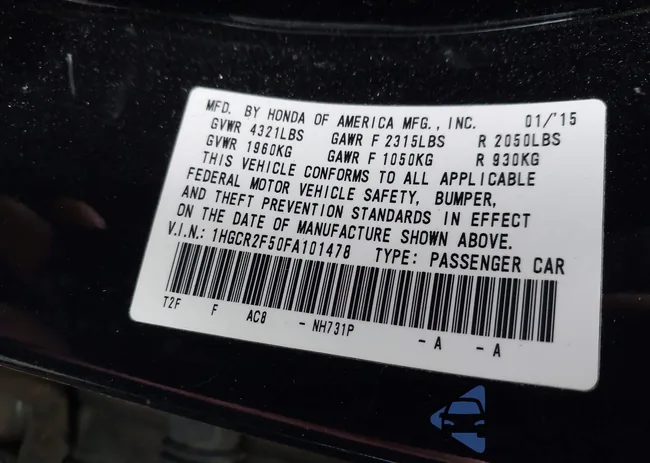 MFD. BY HONDA OF AMERICA MFG., INC. 01/'15
GVWR 4321LBS GAWR F 2315LBS R 2050LBS
GVWR 1960KG GAWR F 1050KG R 930KG
THIS VEHICLE CONFORMS TO ALL APPLICABLE
FEDERAL MOTOR VEHICLE SAFETY, BUMPER,
AND THEFT PREVENTION STANDARDS IN EFFECT
ON THE DATE OF MANUFACTURE SHOWN ABOVE.
V.I.N.: 1HGCR2F50FA101478 TYPE: PASSENGER CAR
T2F F AC8 - NH731P - A - A